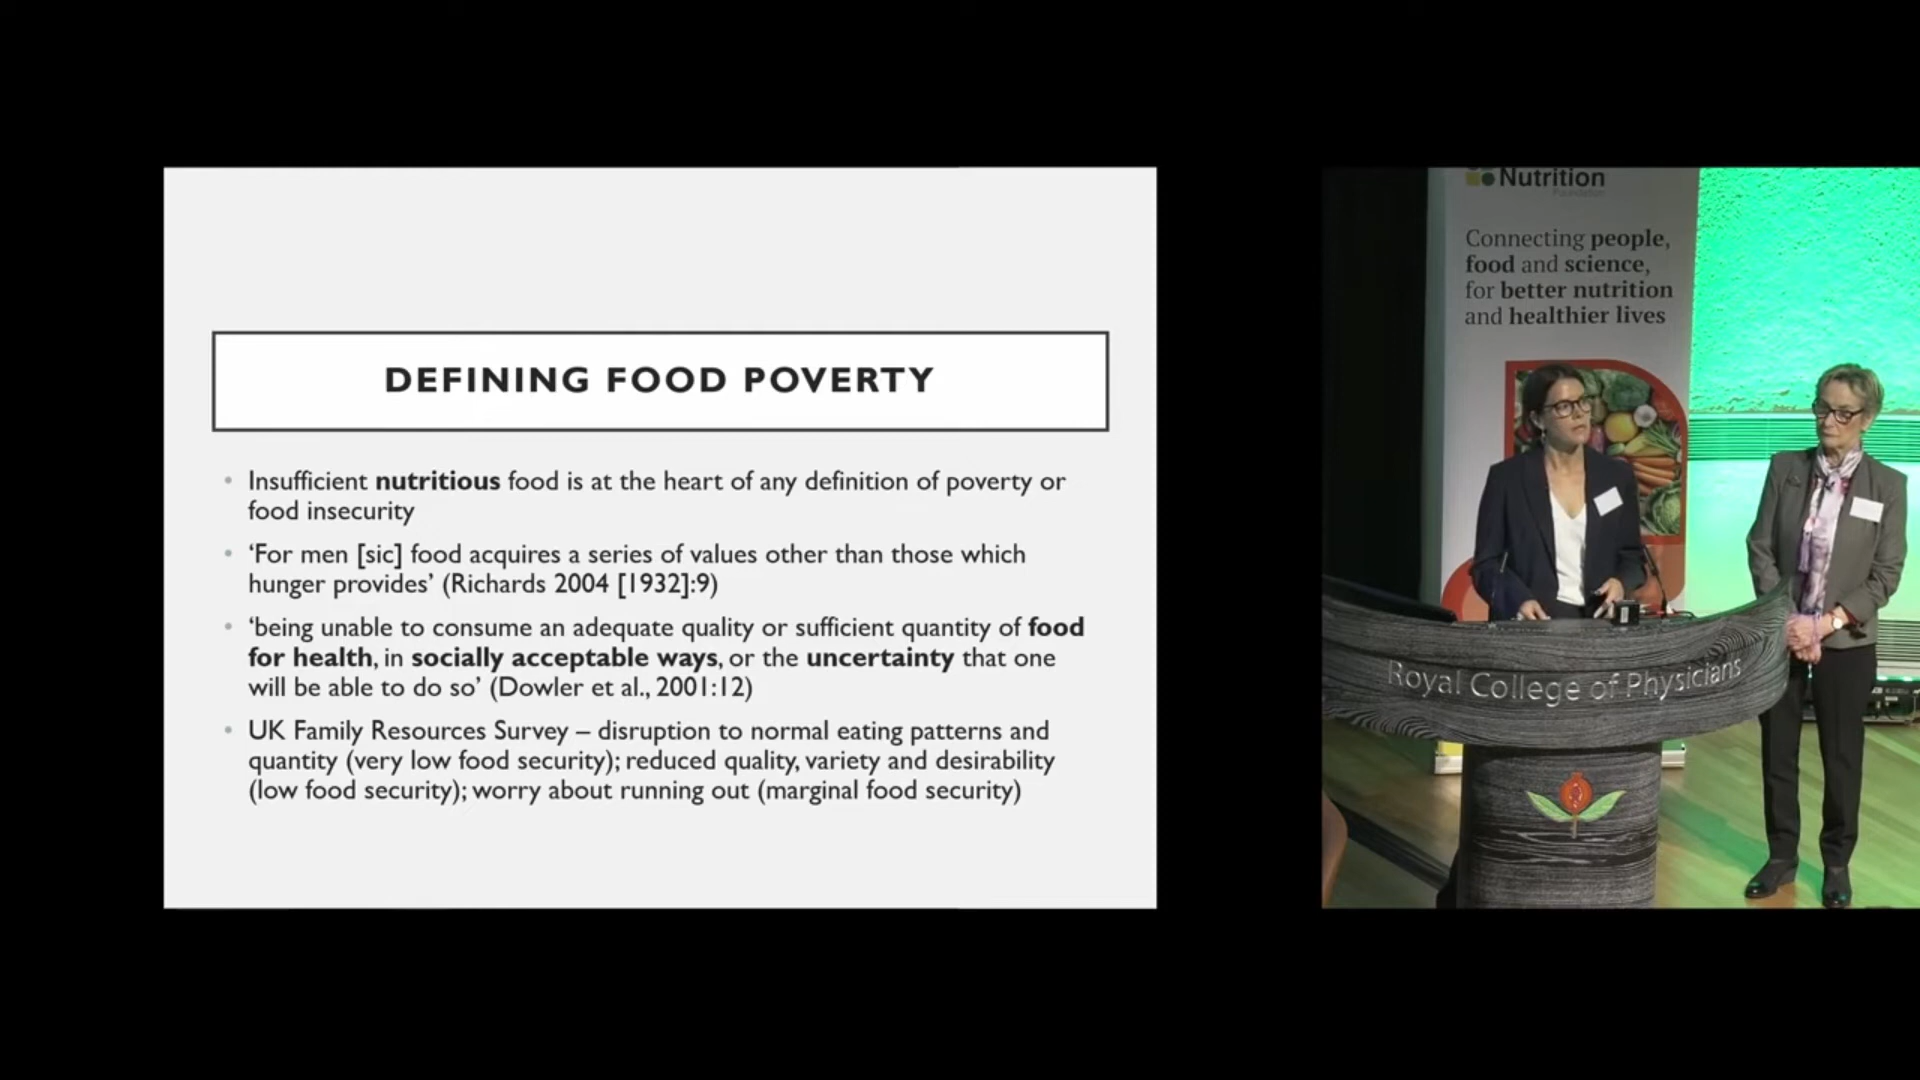 DEFINING FOOD POVERTY
• Insufficient nutritious food is at the heart of any definition of poverty or
food insecurity
• ‘For men [sic] food acquires a series of values other than those which
hunger provides’ (Richards 2004 [1932]:9)
• ‘being unable to consume an adequate quality or sufficient quantity of food
for health, in socially acceptable ways, or the uncertainty that one
will be able to do so’ (Dowler et al., 2001:12)
• UK Family Resources Survey – disruption to normal eating patterns and
quantity (very low food security); reduced quality, variety and desirability
(low food security); worry about running out (marginal food security)
Nutrition
Foundation
Connecting people,
food and science,
for better nutrition
and healthier lives
Royal College of Physicians